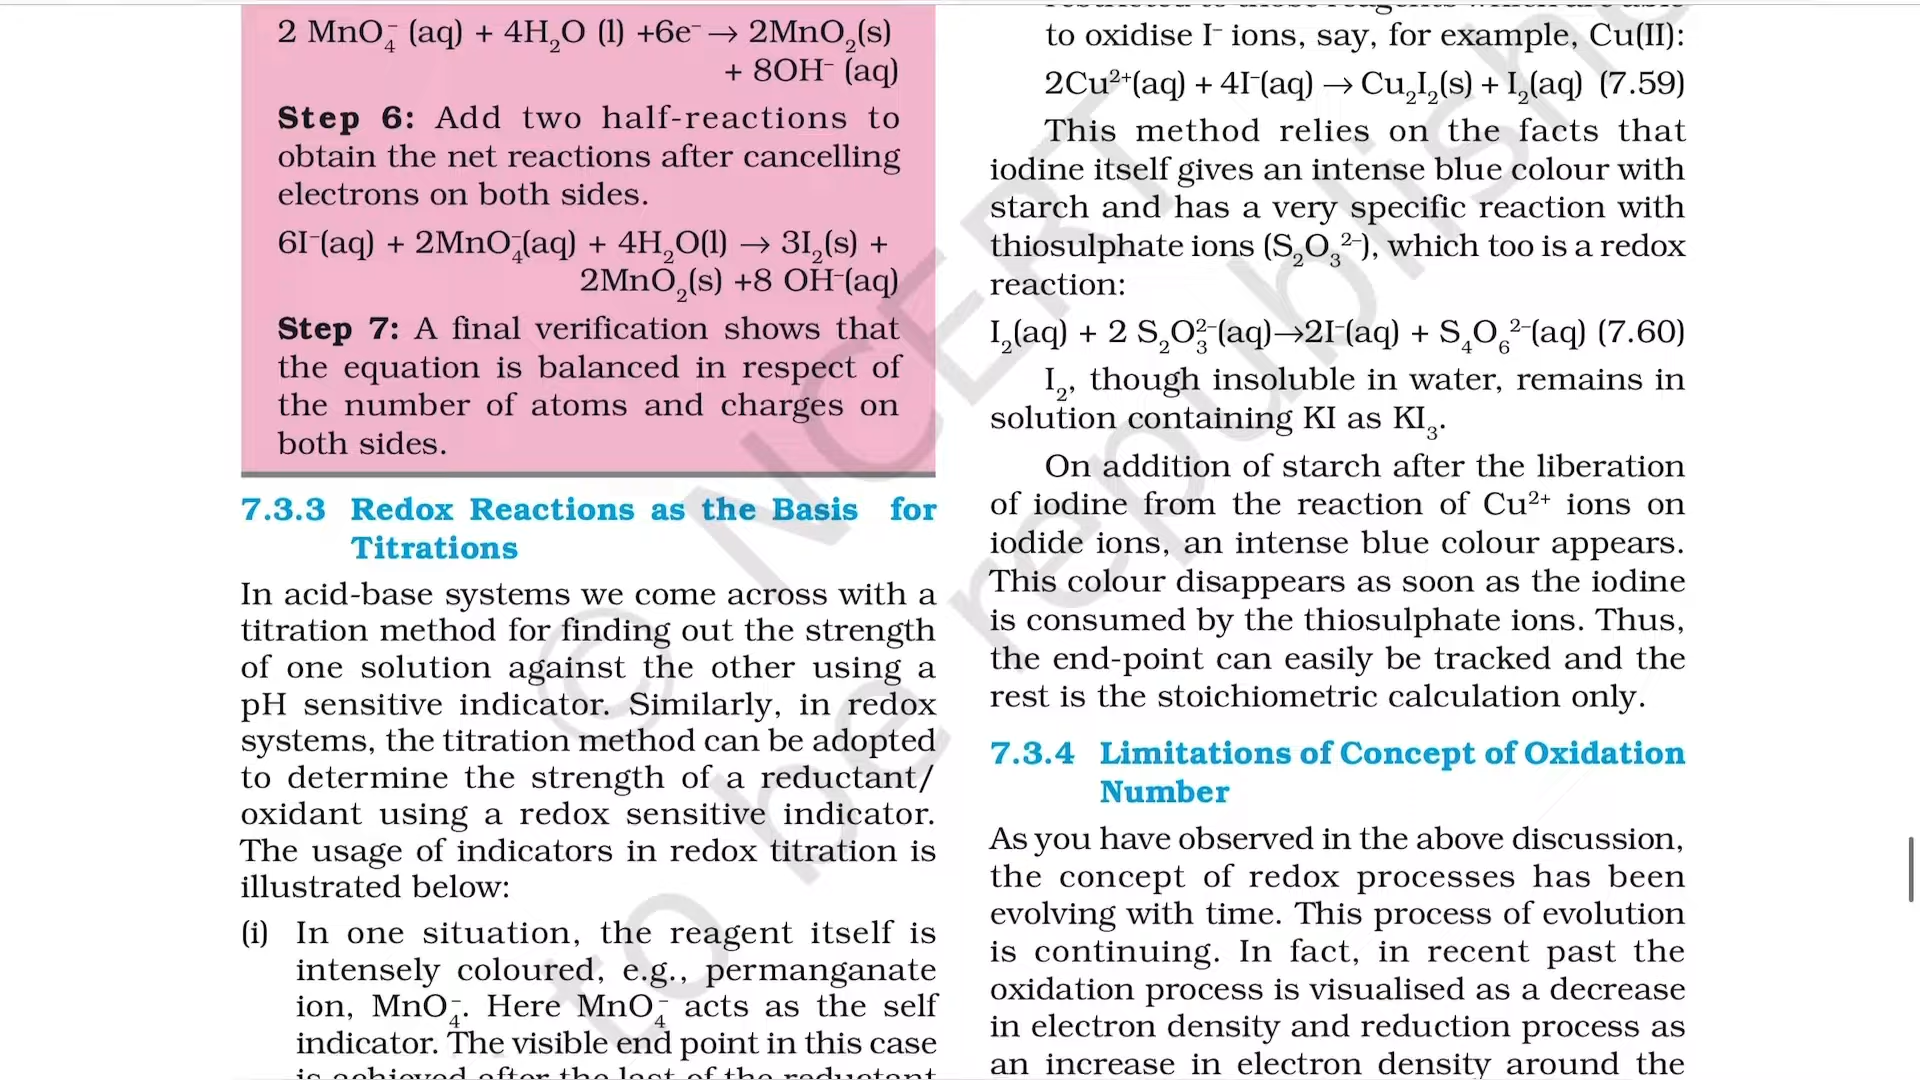 2 MnO₄⁻ (aq) + 4H₂O (l) +6e⁻ → 2MnO₂(s)
+ 8OH⁻ (aq)
Step 6: Add two half-reactions to
obtain the net reactions after cancelling
electrons on both sides.
6I⁻(aq) + 2MnO₄⁻(aq) + 4H₂O(l) → 3I₂(s) +
2MnO₂(s) +8 OH⁻(aq)
Step 7: A final verification shows that
the equation is balanced in respect of
the number of atoms and charges on
both sides.
7.3.3 Redox Reactions as the Basis for
Titrations
In acid-base systems we come across with a
titration method for finding out the strength
of one solution against the other using a
pH sensitive indicator. Similarly, in redox
systems, the titration method can be adopted
to determine the strength of a reductant/
oxidant using a redox sensitive indicator.
The usage of indicators in redox titration is
illustrated below:
(i) In one situation, the reagent itself is
intensely coloured, e.g., permanganate
ion, MnO₄⁻. Here MnO₄⁻ acts as the self
indicator. The visible end point in this case
is achieved after the last of the reductant
to oxidise I⁻ ions, say, for example, Cu(II):
2Cu²⁺(aq) + 4I⁻(aq) → Cu₂I₂(s) + I₂(aq) (7.59)
This method relies on the facts that
iodine itself gives an intense blue colour with
starch and has a very specific reaction with
thiosulphate ions (S₂O₃²⁻), which too is a redox
reaction:
I₂(aq) + 2 S₂O₃²⁻(aq)→2I⁻(aq) + S₄O₆²⁻(aq) (7.60)
I₂, though insoluble in water, remains in
solution containing KI as KI₃.
On addition of starch after the liberation
of iodine from the reaction of Cu²⁺ ions on
iodide ions, an intense blue colour appears.
This colour disappears as soon as the iodine
is consumed by the thiosulphate ions. Thus,
the end-point can easily be tracked and the
rest is the stoichiometric calculation only.
7.3.4 Limitations of Concept of Oxidation
Number
As you have observed in the above discussion,
the concept of redox processes has been
evolving with time. This process of evolution
is continuing. In fact, in recent past the
oxidation process is visualised as a decrease
in electron density and reduction process as
an increase in electron density around the
© NCERT
to be republishe